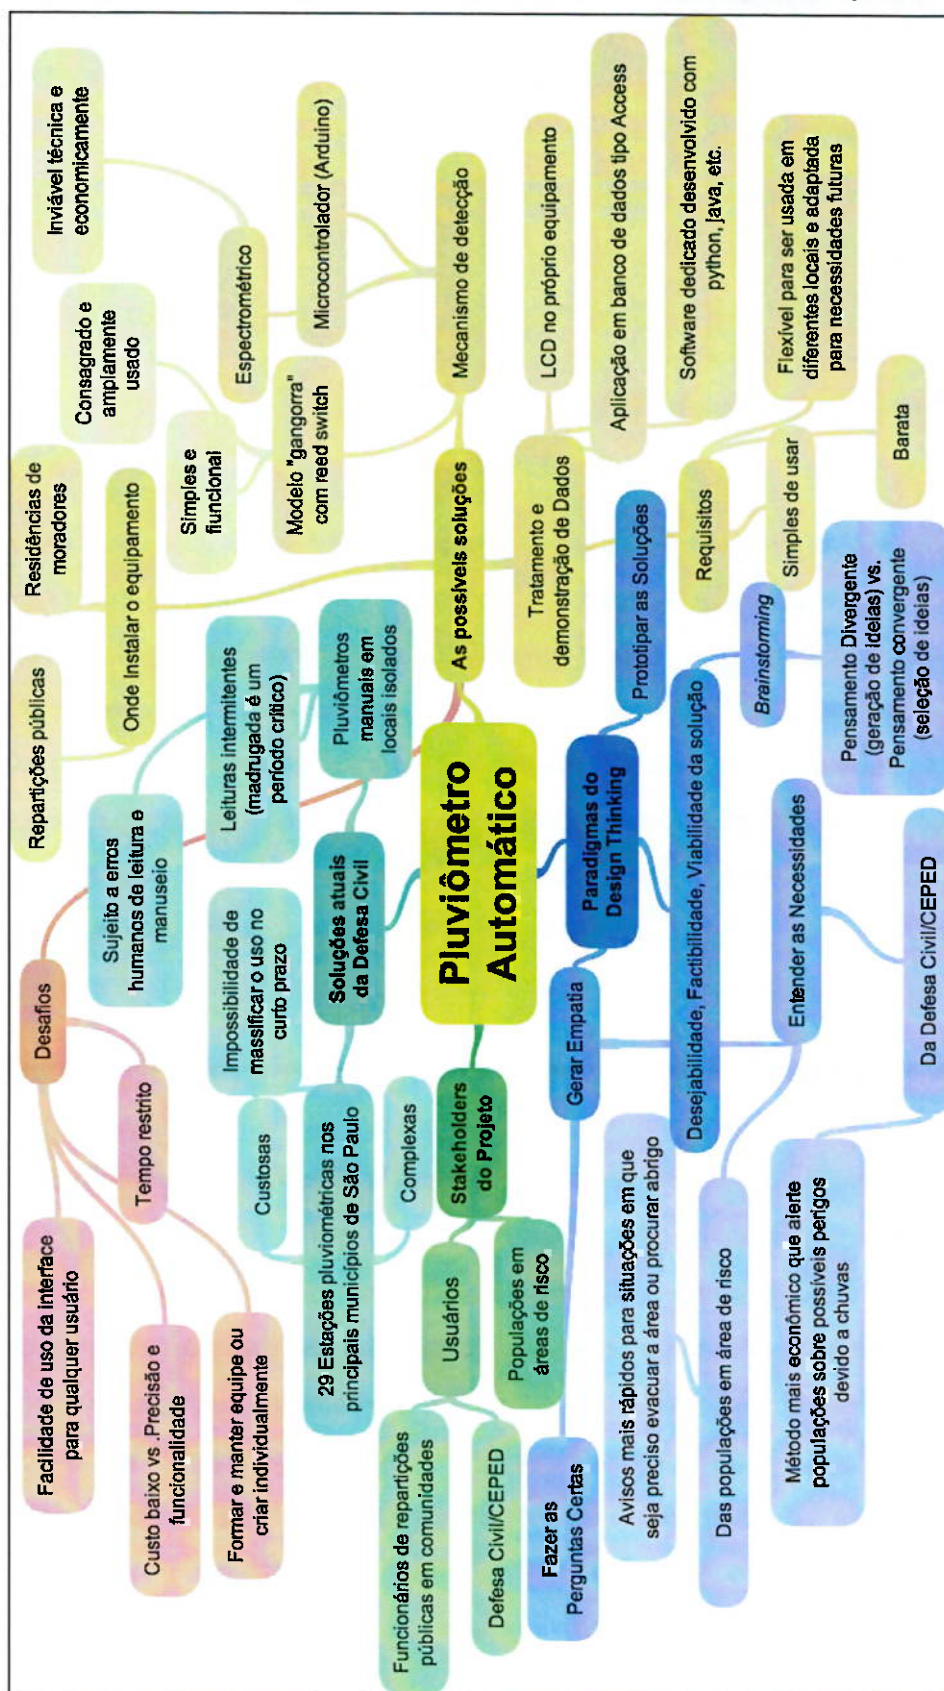 Facilidade de uso da interface
para qualquer usuário
Desafios
Custo baixo vs .Precisão e
funcionalidade
Tempo restrito
Formar e manter equipe ou
criar individualmente
Sujeito a erros
humanos de leitura e
manuseio
Repartições públicas
Residências de
moradores
Onde Instalar o equipamento
Leituras intermitentes
(madrugada é um
período crítico)
Pluviômetros
manuais em
locais isolados
Impossibilidade de
massificar o uso no
curto prazo
Custosas
29 Estações pluviométricas nos
principais municípios de São Paulo
Complexas
Soluções atuais
da Defesa Civil
Consagrado e
amplamente
usado
Simples e
fiuncional
Modelo "gangorra"
com reed switch
Inviável técnica e
economicamente
Espectrométrico
Microcontrolador (Arduino)
Mecanismo de detecção
As possíveis soluções
Pluviômetro
Automático
Stakeholders
do Projeto
Usuários
Populações em
áreas de risco
Funcionários de repartições
públicas em comunidades
Defesa Civil/CEPED
Tratamento e
demonstração de Dados
LCD no próprio equipamento
Aplicação em banco de dados tipo Access
Software dedicado desenvolvido com
python, java, etc.
Requisitos
Flexível para ser usada em
diferentes locais e adaptada
para necessidades futuras
Simples de usar
Barata
Paradigmas do
Design Thinking
Prototipar as Soluções
Gerar Empatia
Fazer as
Perguntas Certas
Desejabilidade, Factibilidade, Viabilidade da solução
Brainstorming
Pensamento Divergente
(geração de ideias) vs.
Pensamento convergente
(seleção de ideias)
Entender as Necessidades
Avisos mais rápidos para situações em que
seja preciso evacuar a área ou procurar abrigo
Das populações em área de risco
Da Defesa Civil/CEPED
Método mais econômico que alerte
populações sobre possíveis perigos
devido a chuvas